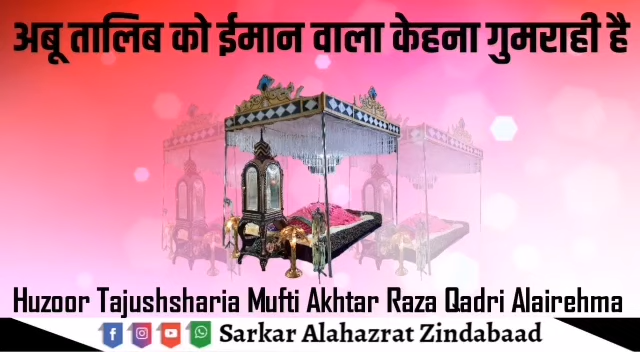 अबू तालिब को ईमान वाला केहना गुमराही है
Huzoor Tajushsharia Mufti Akhtar Raza Qadri Alairehma
Sarkar Alahazrat Zindabaad